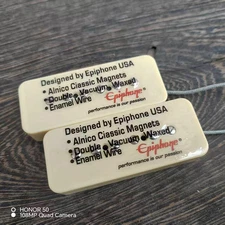 Designed by Epiphone USA
• Alnico Classic Magnets
• Double Vacuum Waxed
• Enamel Wire
Epiphone
performance is our passion
Designed by Epiphone USA
• Alnico Classic Magnets
• Double Vacuum Waxed
• Enamel Wire
Epiphone
performance is our passion
HONOR 50
108MP Quad Camera